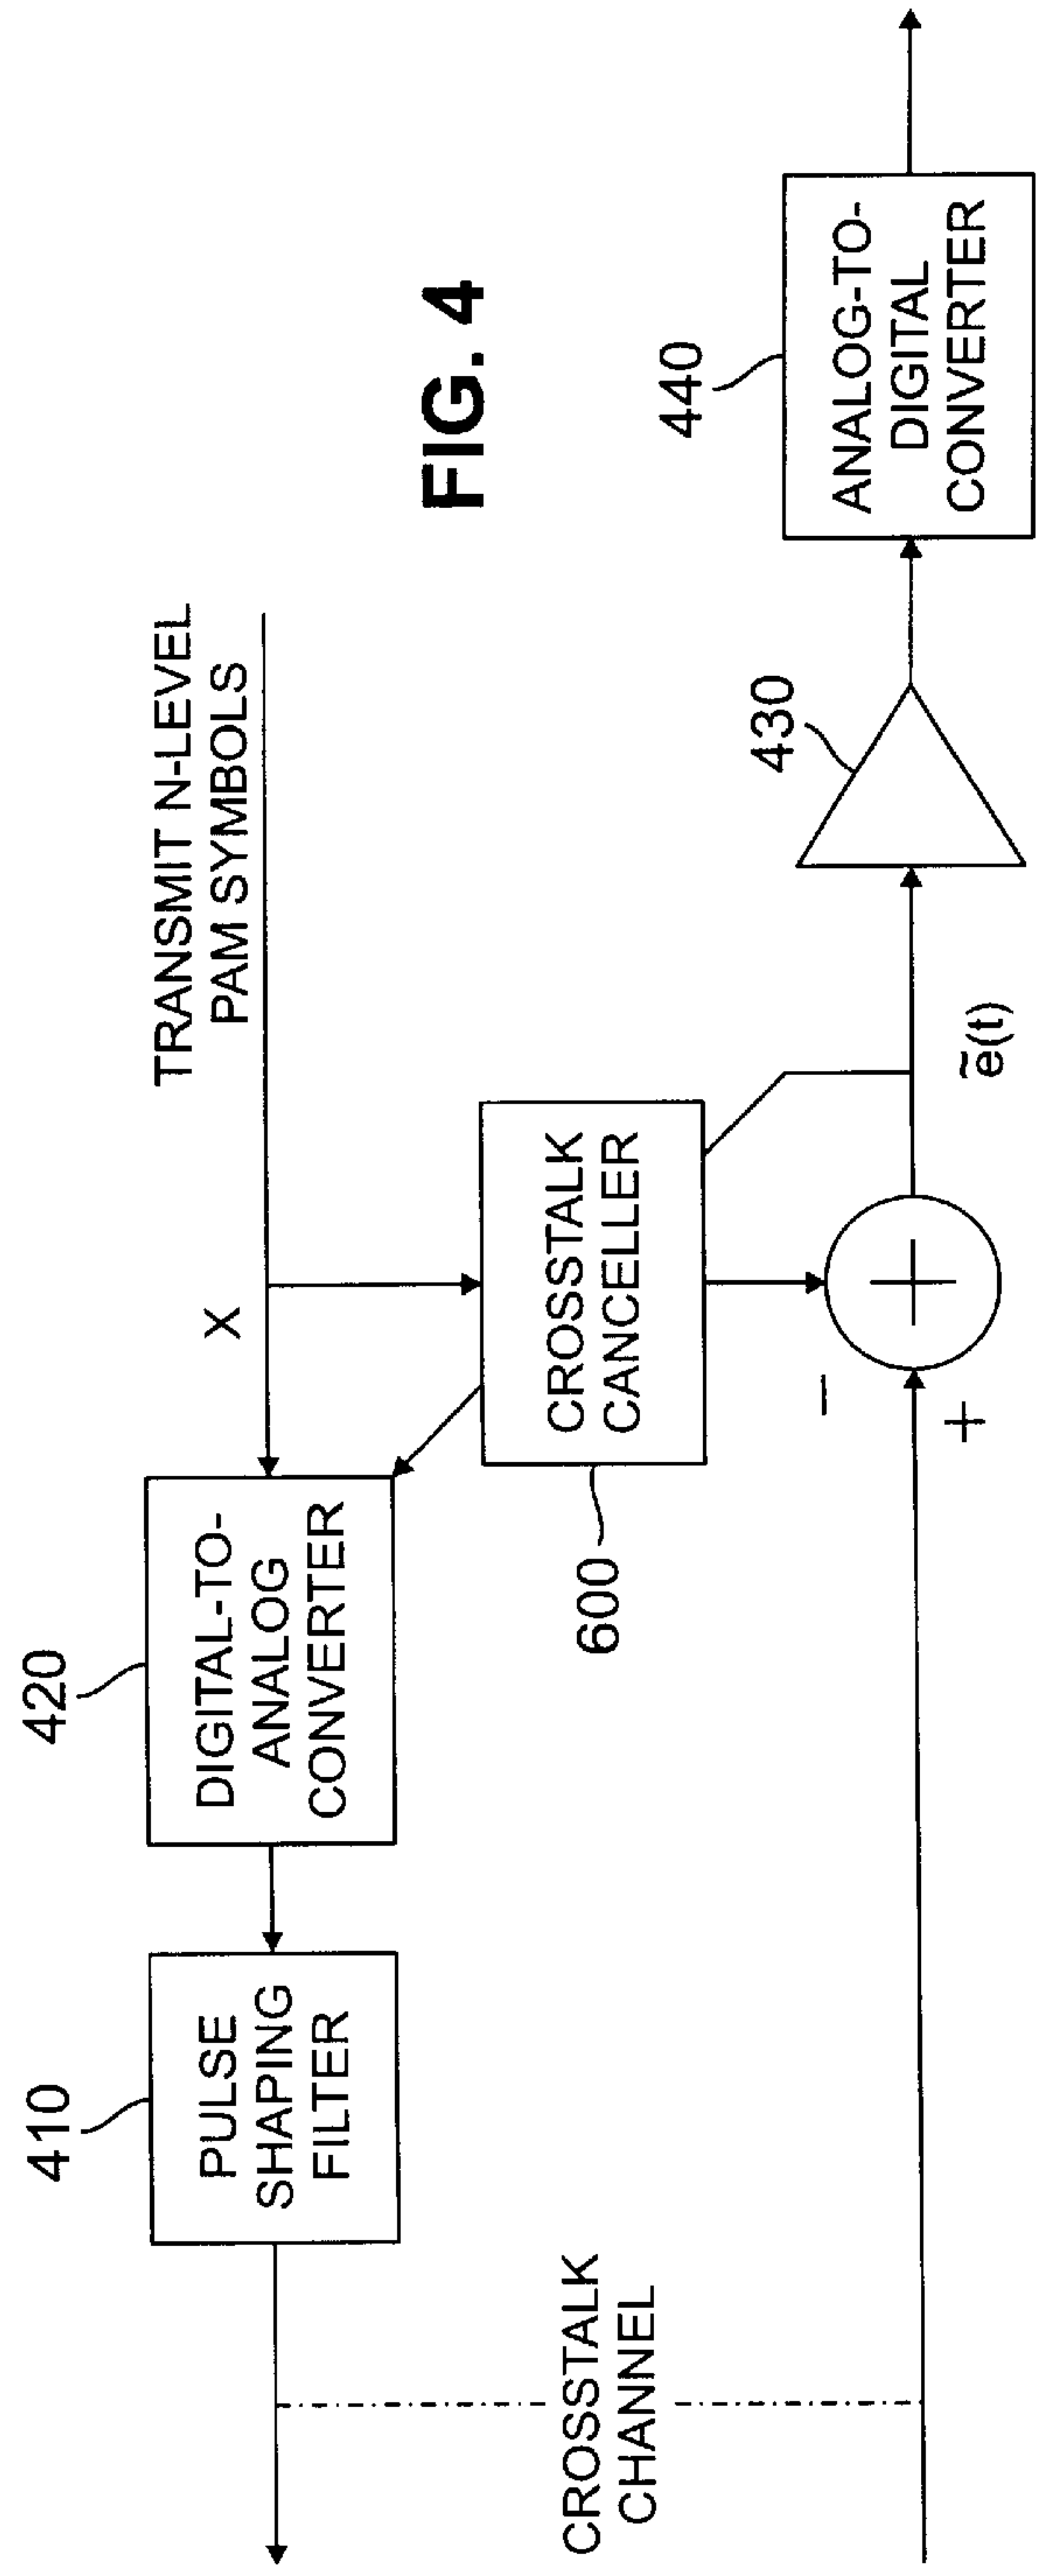 TRANSMIT N-LEVEL
PAM SYMBOLS
X
420
DIGITAL-TO-
ANALOG
CONVERTER
410
PULSE
SHAPING
FILTER
CROSSTALK
CANCELLER
600
CROSSTALK
CHANNEL
−
+
ẽ(t)
430
440
ANALOG-TO-
DIGITAL
CONVERTER
FIG. 4